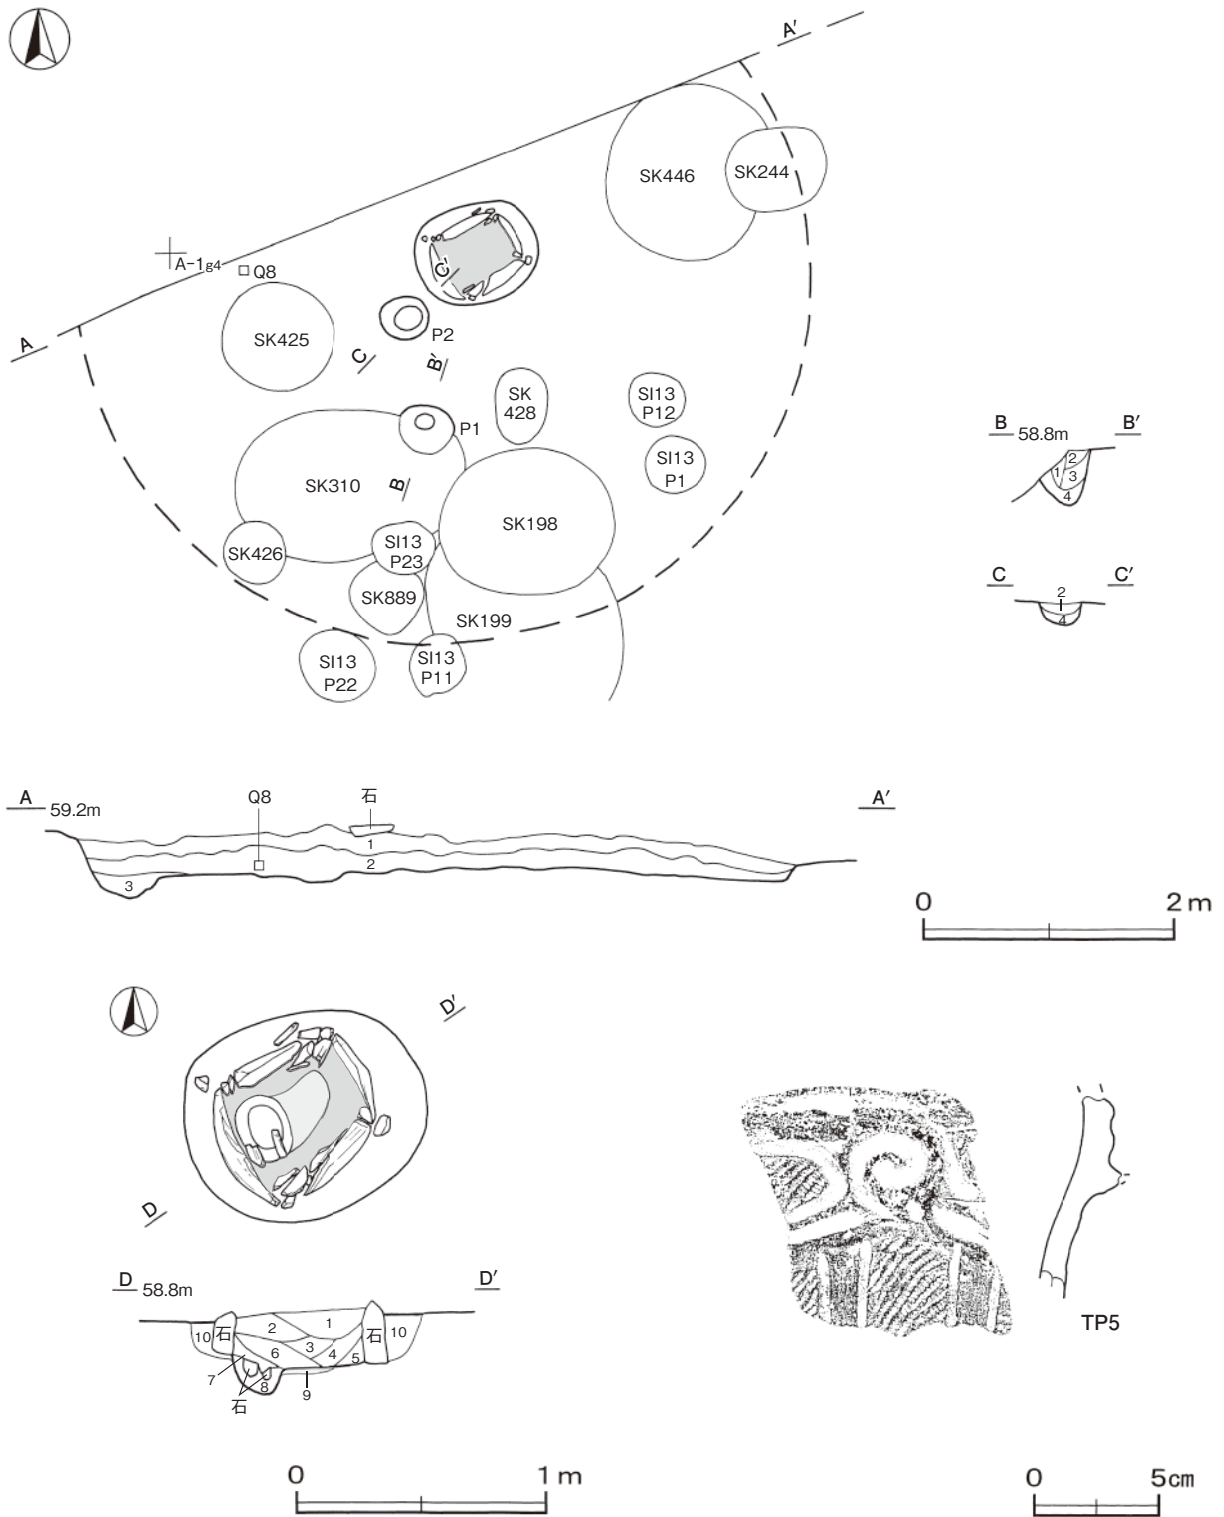 A′
SK446
SK244
A-1g4
Q8
C′
A
SK425
P2
C
B′
SK
428
SI13
P12
P1
SI13
P1
SK310
B
SK198
SK426
SI13
P23
SK889
SK199
SI13
P22
SI13
P11
B 58.8m B′
1
2
3
4
C C′
2
1
4
A 59.2m Q8 石 A′
1
2
3
0 2m
D′
D
D 58.8m D′
10 石 2 1 石 10
6 3 4 5
7 8 9
石
0 1m
TP5
0 5cm